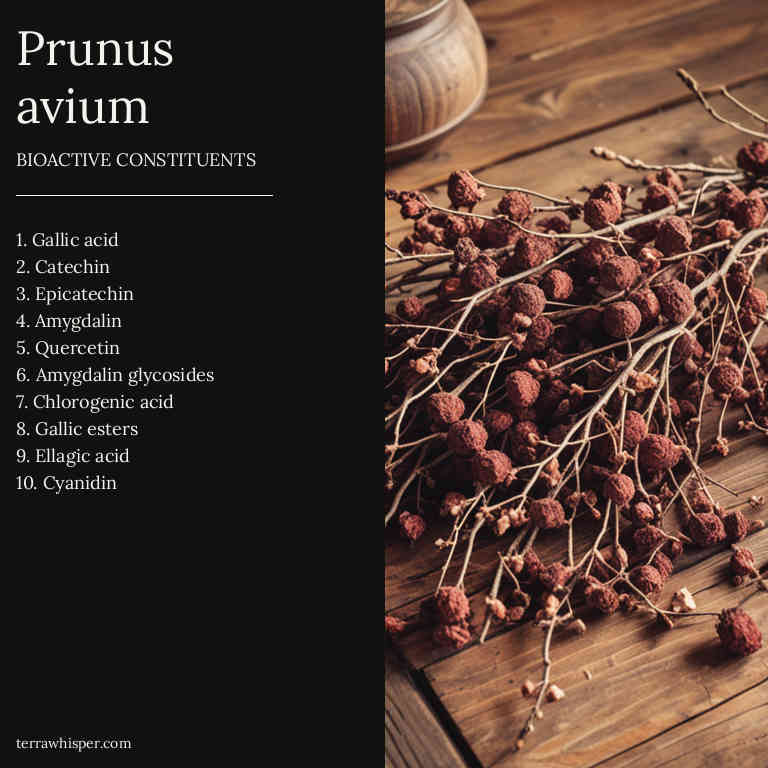 Prunus
avium
BIOACTIVE CONSTITUENTS
1. Gallic acid
2. Catechin
3. Epicatechin
4. Amygdalin
5. Quercetin
6. Amygdalin glycosides
7. Chlorogenic acid
8. Gallic esters
9. Ellagic acid
10. Cyanidin
terrawhisper.com